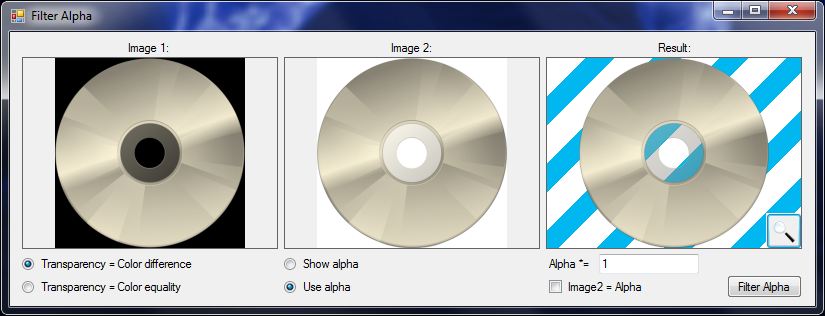 Filter Alpha
Image 1: Image 2: Result:
Transparency = Color difference Show alpha Alpha *= 1
Transparency = Color equality Use alpha Image2 = Alpha Filter Alpha